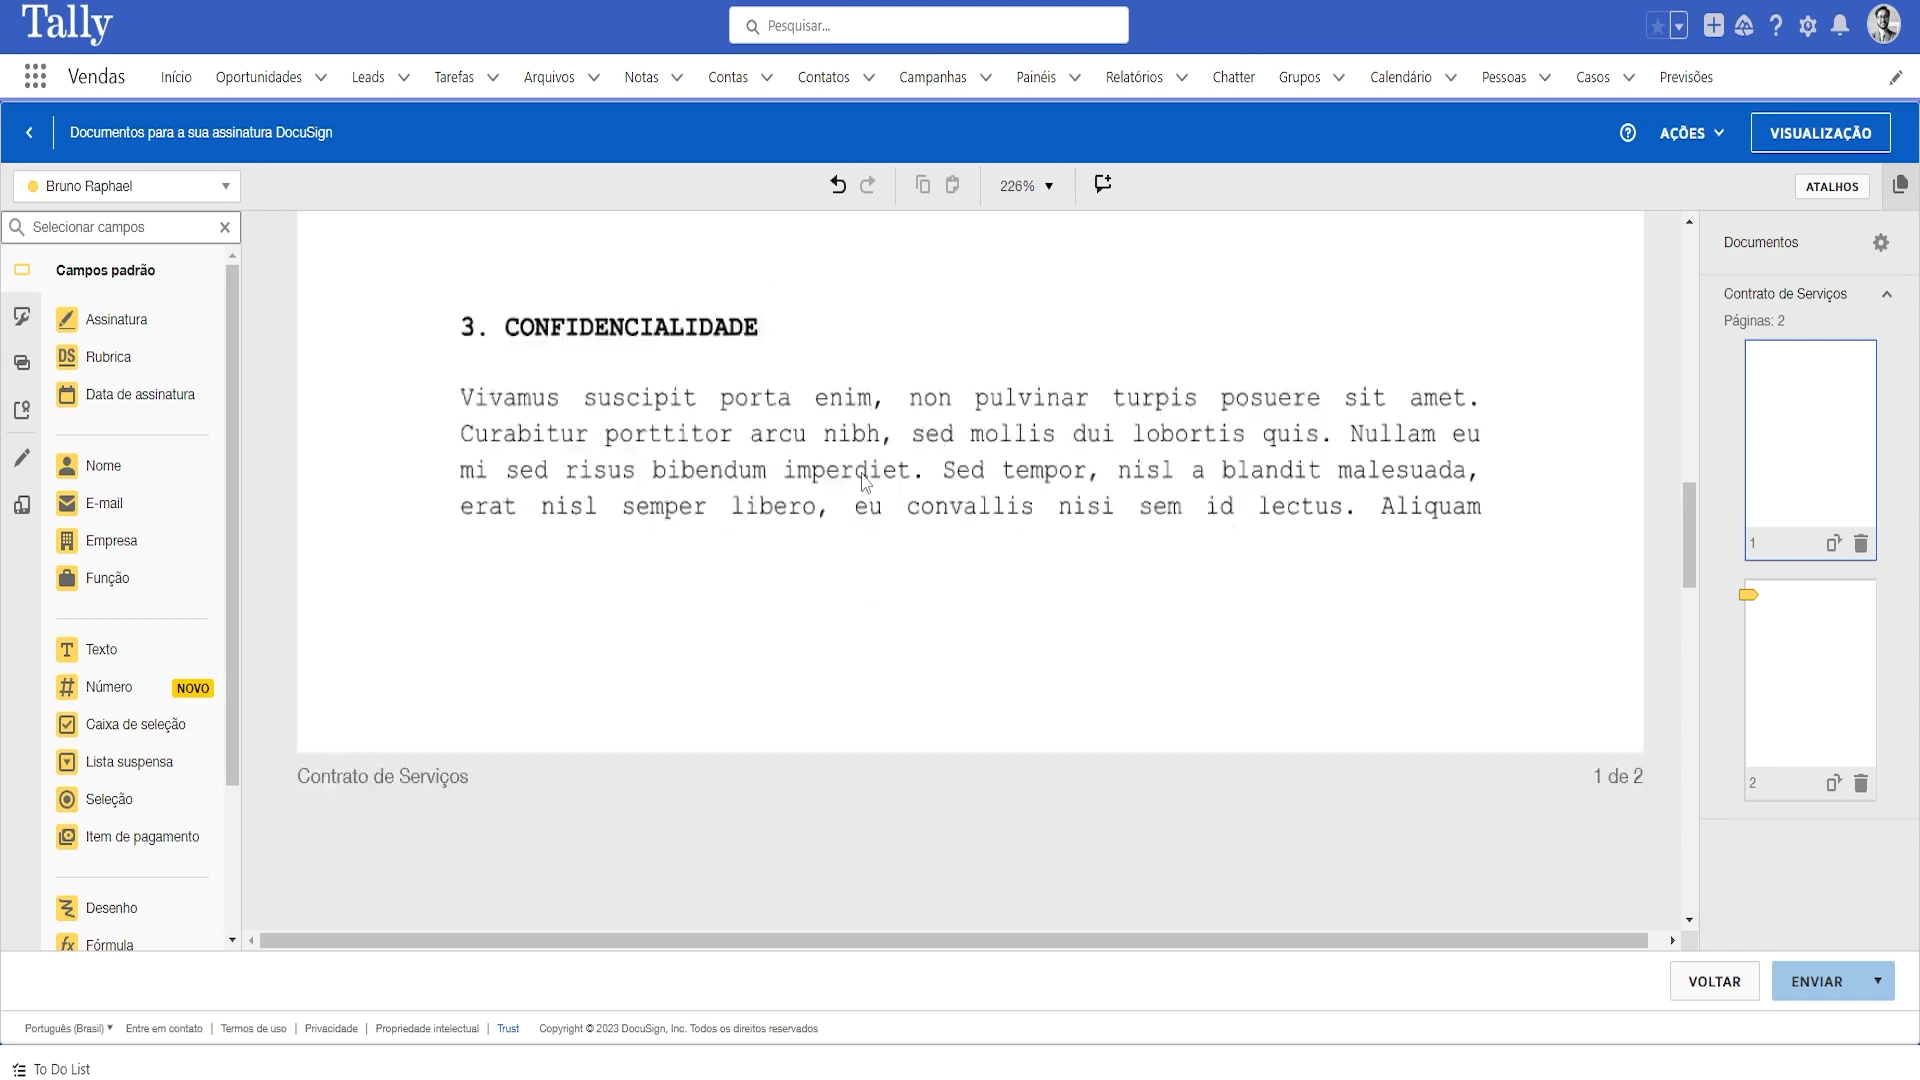 Tally
Pesquisar...
Vendas
Início
Oportunidades
Leads
Tarefas
Arquivos
Notas
Contas
Contatos
Campanhas
Painéis
Relatórios
Chatter
Grupos
Calendário
Pessoas
Casos
Previsões
Documentos para a sua assinatura DocuSign
AÇÕES
VISUALIZAÇÃO
Bruno Raphael
226%
ATALHOS
Selecionar campos
Campos padrão
Assinatura
DS Rubrica
Data de assinatura
Nome
E-mail
Empresa
Função
T Texto
# Número NOVO
Caixa de seleção
Lista suspensa
Seleção
Item de pagamento
Desenho
fx Fórmula
3. CONFIDENCIALIDADE
Vivamus suscipit porta enim, non pulvinar turpis posuere sit amet.
Curabitur porttitor arcu nibh, sed mollis dui lobortis quis. Nullam eu
mi sed risus bibendum imperdiet. Sed tempor, nisl a blandit malesuada,
erat nisl semper libero, eu convallis nisi sem id lectus. Aliquam
Contrato de Serviços
1 de 2
Documentos
Contrato de Serviços
Páginas: 2
1
2
VOLTAR
ENVIAR
Português (Brasil) Entre em contato | Termos de uso | Privacidade | Propriedade intelectual | Trust Copyright © 2023 DocuSign, Inc. Todos os direitos reservados
To Do List